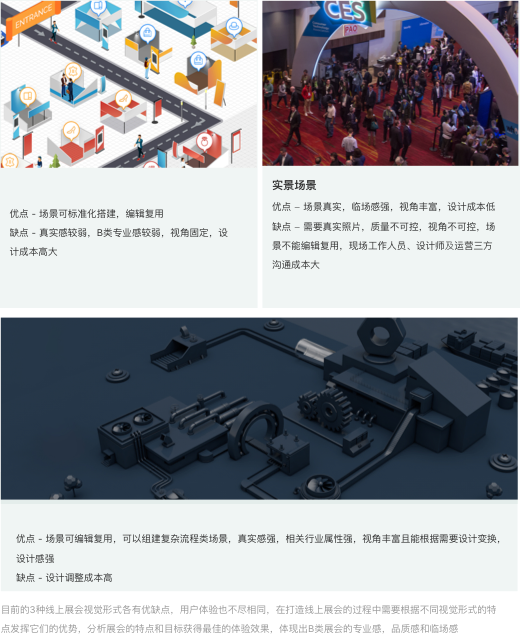 ENTRANCE
CES
优点 - 场景可标准化搭建，编辑复用
缺点 - 真实感较弱，B类专业感较弱，视角固定，设
计成本高大
实景场景
优点 – 场景真实，临场感强，视角丰富，设计成本低
缺点 – 需要真实照片，质量不可控，视角不可控，场
景不能编辑复用，现场工作人员、设计师及运营三方
沟通成本大
优点 - 场景可编辑复用，可以组建复杂流程类场景，真实感强，相关行业属性强，视角丰富且能根据需要设计变换，
设计感强
缺点 - 设计调整成本高
目前的3种线上展会视觉形式各有优缺点，用户体验也不尽相同，在打造线上展会的过程中需要根据不同视觉形式的特
点发挥它们的优势，分析展会的特点和目标获得最佳的体验效果，体现出B类展会的专业感，品质感和临场感